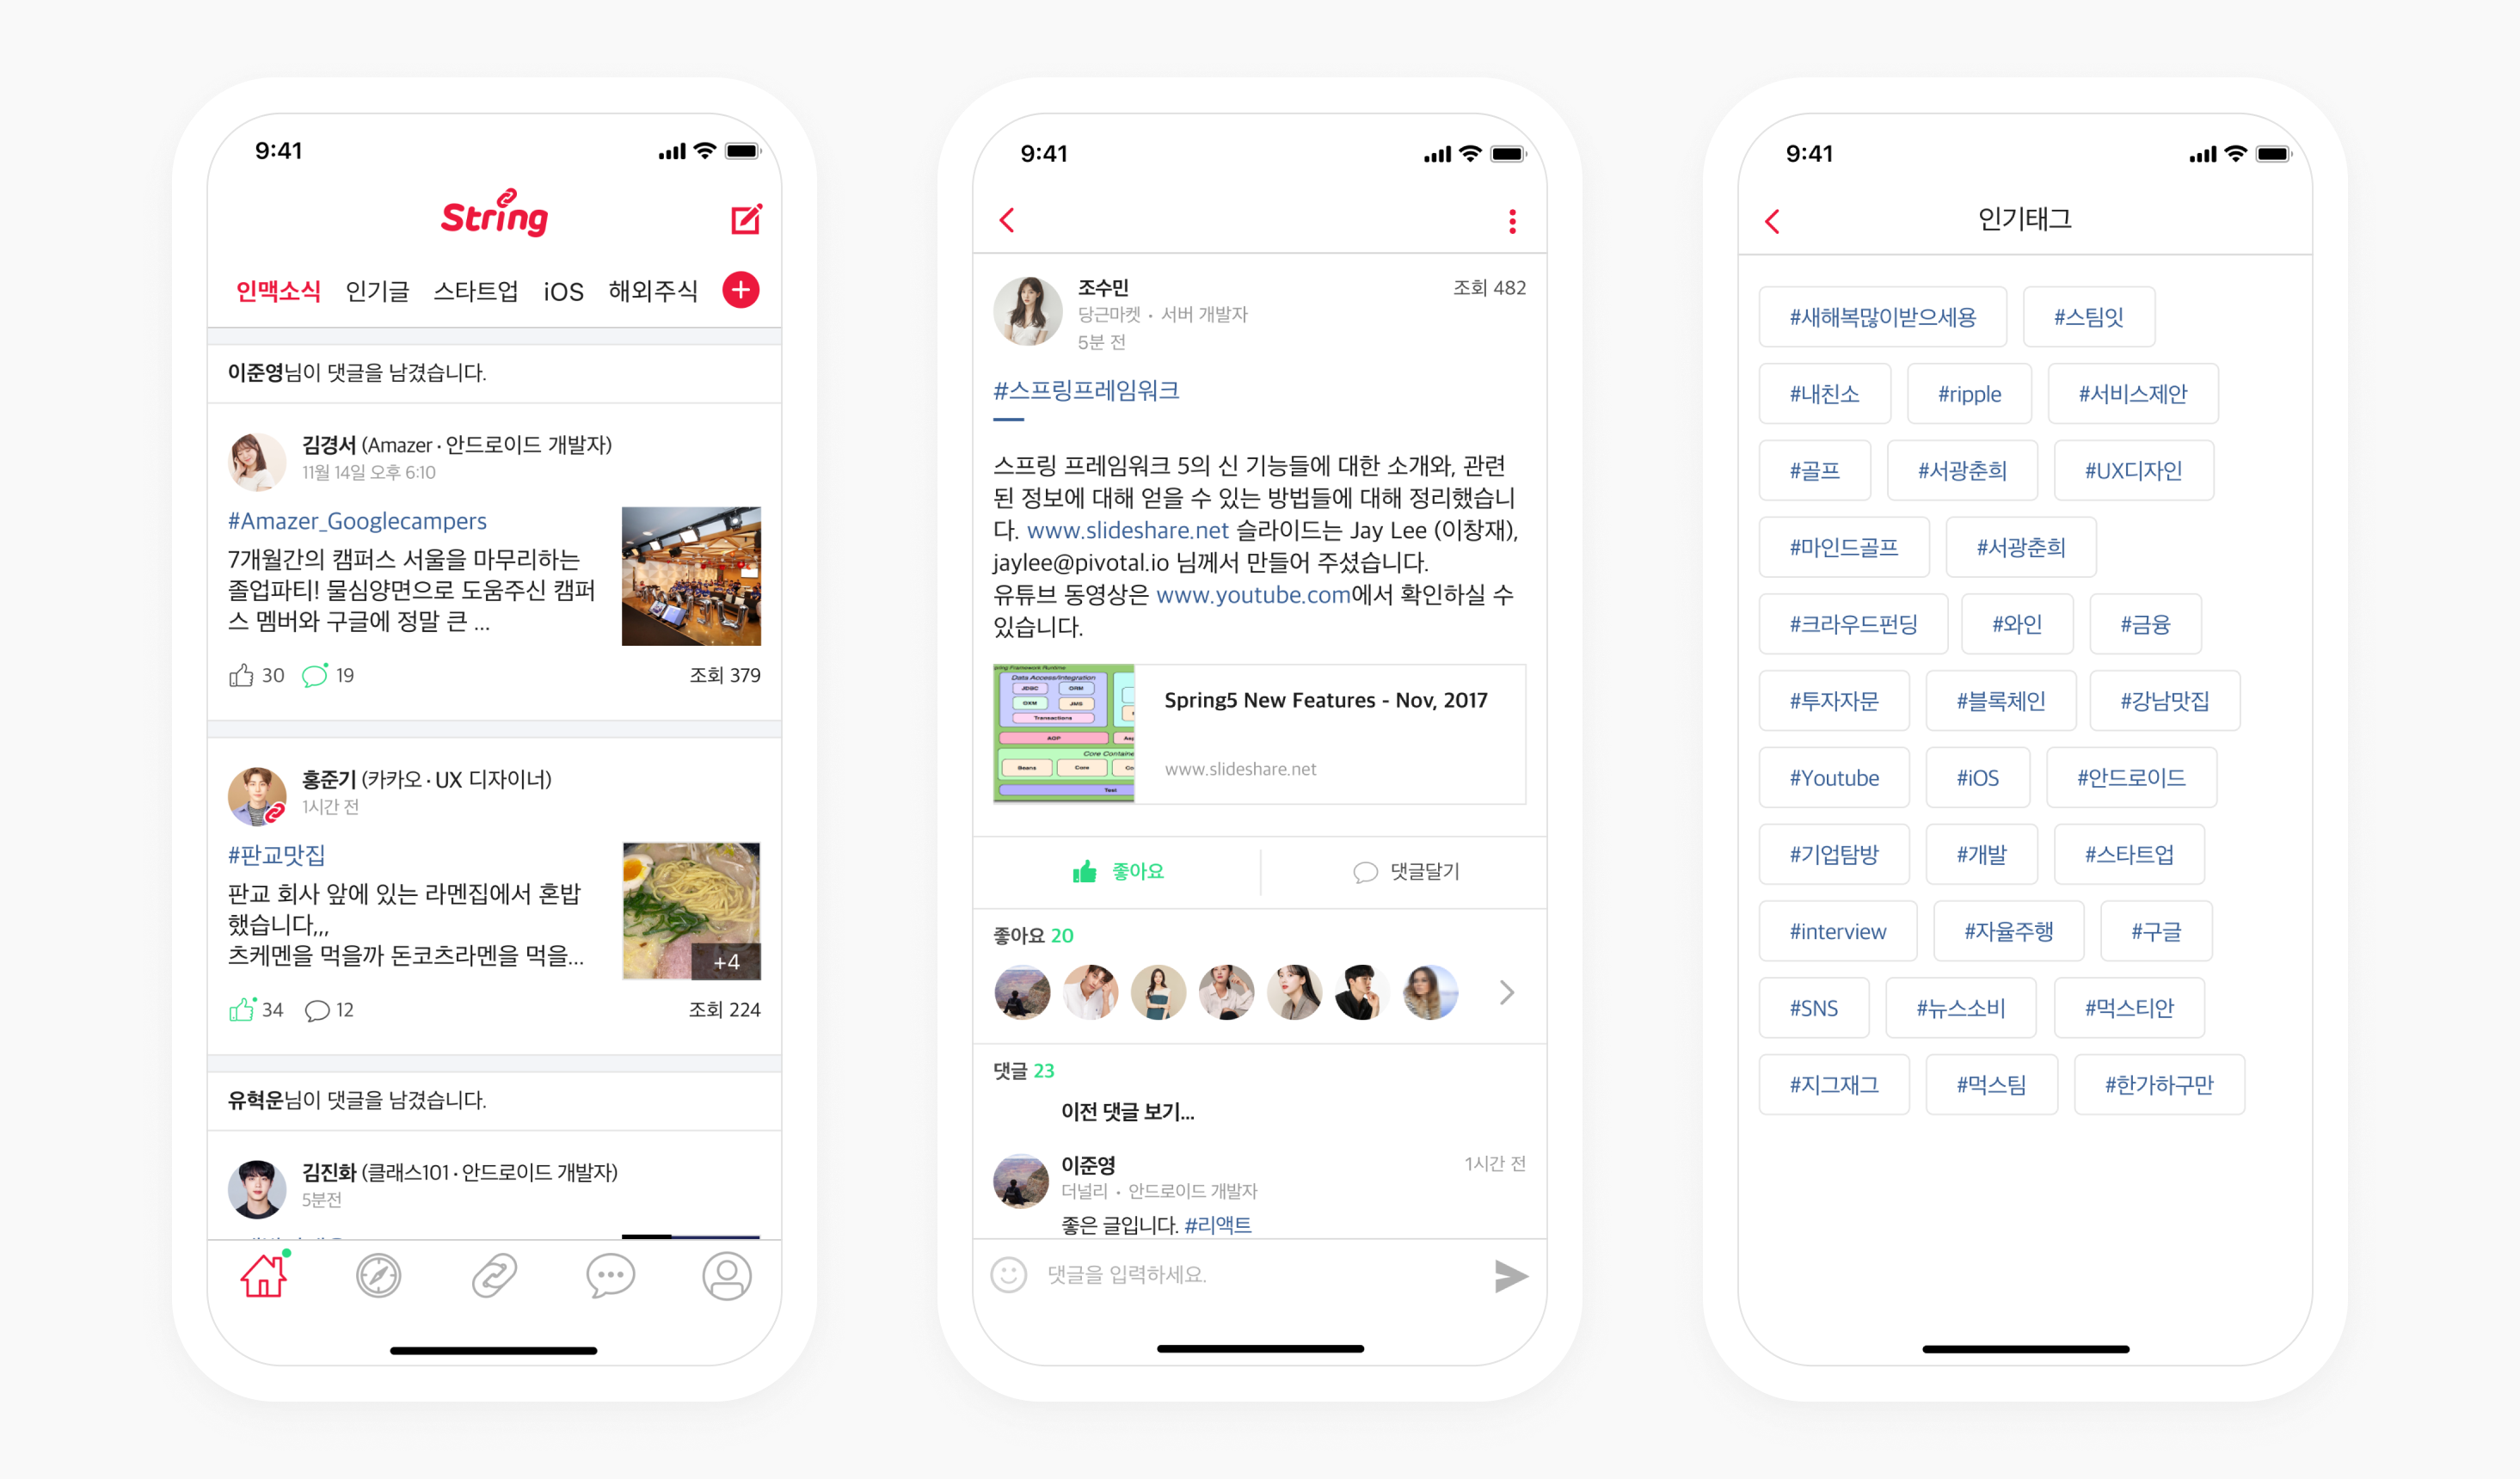 9:41
String
인맥소식 인기글 스타트업 iOS 해외주식
이준영님이 댓글을 남겼습니다.
김경서 (Amazer · 안드로이드 개발자)
11월 14일 오후 6:10
#Amazer_Googlecampers
7개월간의 캠퍼스 서울을 마무리하는
졸업파티! 물심양면으로 도움주신 캠퍼
스 멤버와 구글에 정말 큰 ...
30 19 조회 379
홍준기 (카카오 · UX 디자이너)
1시간 전
#판교맛집
판교 회사 앞에 있는 라멘집에서 혼밥
했습니다,,,
츠케멘을 먹을까 돈코츠라멘을 먹을...
+4
34 12 조회 224
유혁운님이 댓글을 남겼습니다.
김진화 (클래스101 · 안드로이드 개발자)
5분전
9:41
조수민 조회 482
당근마켓 · 서버 개발자
5분 전
#스프링프레임워크
스프링 프레임워크 5의 신 기능들에 대한 소개와, 관련
된 정보에 대해 얻을 수 있는 방법들에 대해 정리했습니
다. www.slideshare.net 슬라이드는 Jay Lee (이창재),
jaylee@pivotal.io 님께서 만들어 주셨습니다.
유튜브 동영상은 www.youtube.com에서 확인하실 수
있습니다.
Data Access/Integration
JDBC ORM
OXM JMS
Transactions
AOP
Beans Core
Test
Spring5 New Features - Nov, 2017
www.slideshare.net
좋아요 댓글달기
좋아요 20
댓글 23
이전 댓글 보기...
이준영 1시간 전
더널리 · 안드로이드 개발자
좋은 글입니다. #리액트
댓글을 입력하세요.
9:41
인기태그
#새해복많이받으세용 #스팀잇
#내친소 #ripple #서비스제안
#골프 #서광춘희 #UX디자인
#마인드골프 #서광춘희
#크라우드펀딩 #와인 #금융
#투자자문 #블록체인 #강남맛집
#Youtube #iOS #안드로이드
#기업탐방 #개발 #스타트업
#interview #자율주행 #구글
#SNS #뉴스소비 #먹스티안
#지그재그 #먹스팀 #한가하구만